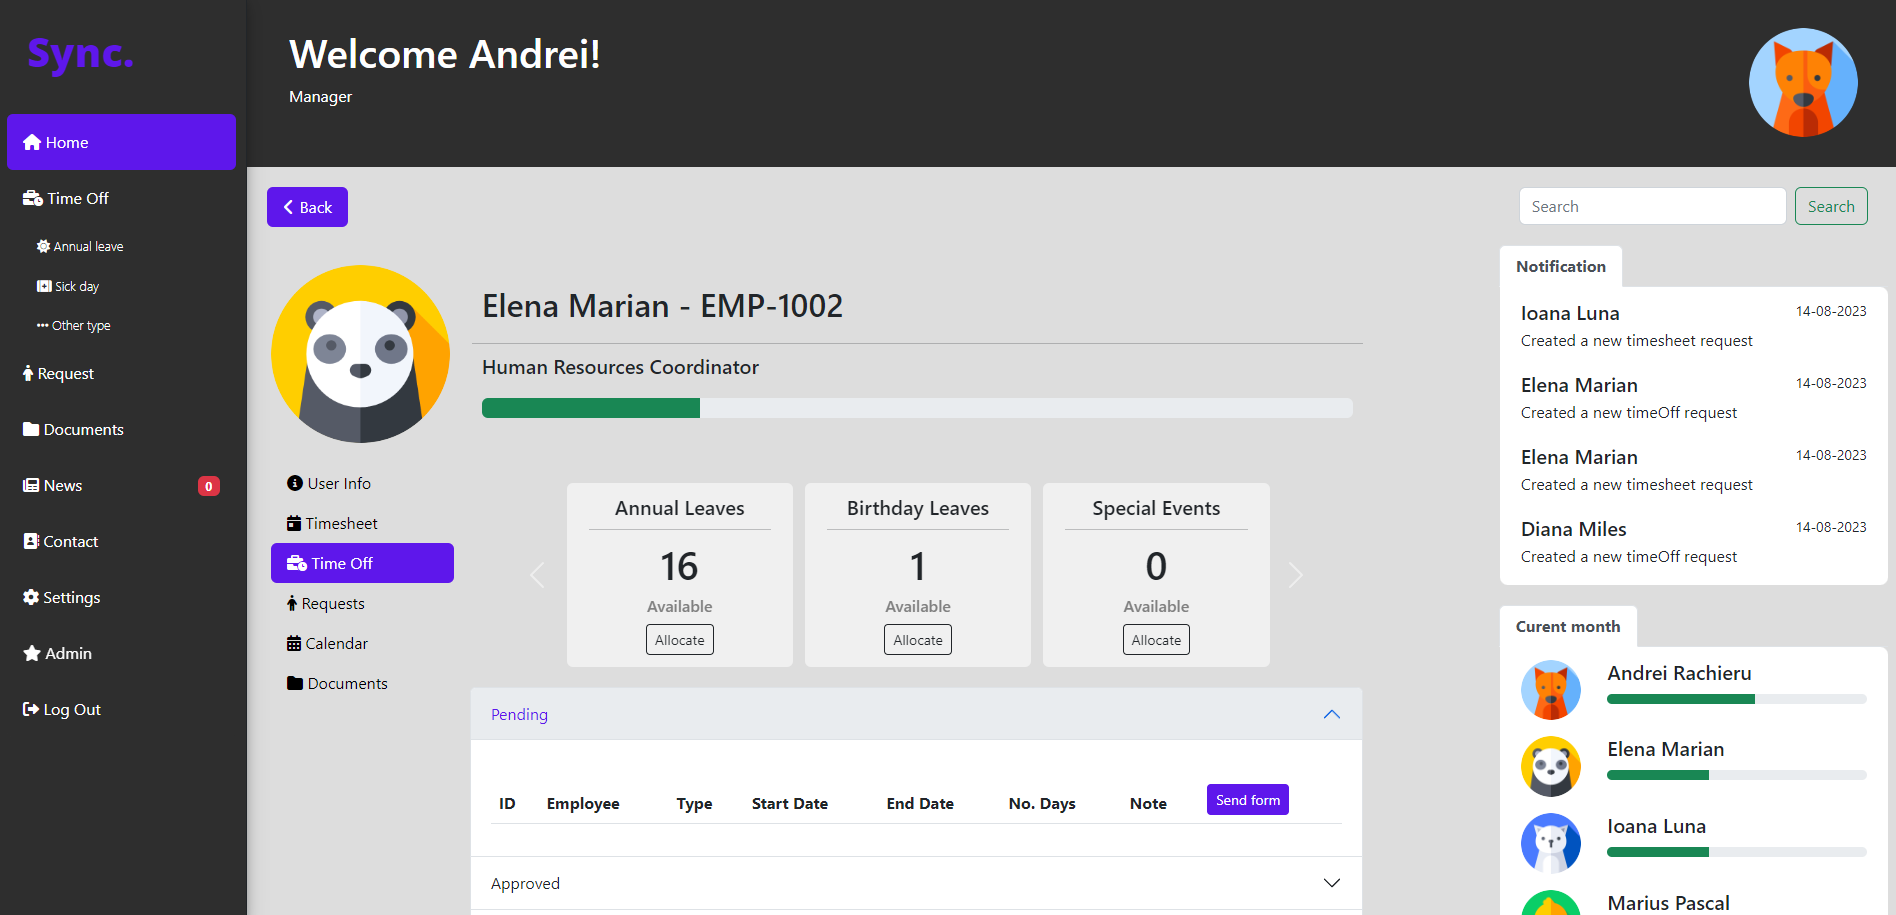 Sync.
Home
Time Off
Annual leave
Sick day
Other type
Request
Documents
News 0
Contact
Settings
Admin
Log Out
Welcome Andrei!
Manager
Back
Elena Marian - EMP-1002
Human Resources Coordinator
User Info
Timesheet
Time Off
Requests
Calendar
Documents
Annual Leaves
16
Available
Allocate
Birthday Leaves
1
Available
Allocate
Special Events
0
Available
Allocate
Pending
ID Employee Type Start Date End Date No. Days Note Send form
Approved
Search Search
Notification
Ioana Luna 14-08-2023
Created a new timesheet request
Elena Marian 14-08-2023
Created a new timeOff request
Elena Marian 14-08-2023
Created a new timesheet request
Diana Miles 14-08-2023
Created a new timeOff request
Curent month
Andrei Rachieru
Elena Marian
Ioana Luna
Marius Pascal